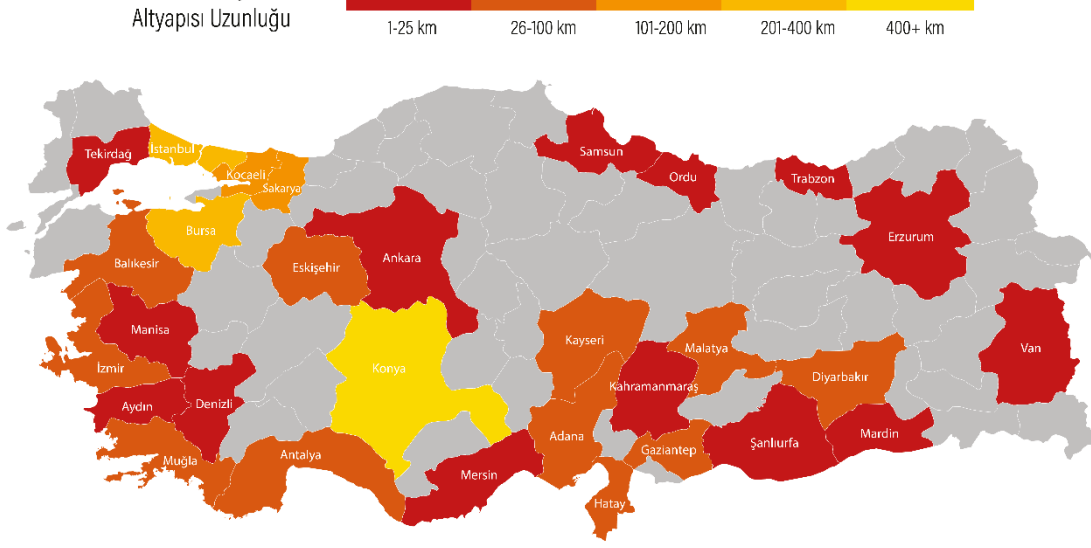 Altyapısı Uzunluğu
1-25 km
26-100 km
101-200 km
201-400 km
400+ km
Tekirdağ
İstanbul
Kocaeli
Sakarya
Bursa
Balıkesir
Eskişehir
Ankara
Manisa
İzmir
Aydın
Denizli
Muğla
Antalya
Konya
Mersin
Adana
Kayseri
Kahramanmaraş
Malatya
Gaziantep
Hatay
Şanlıurfa
Diyarbakır
Mardin
Samsun
Ordu
Trabzon
Erzurum
Van